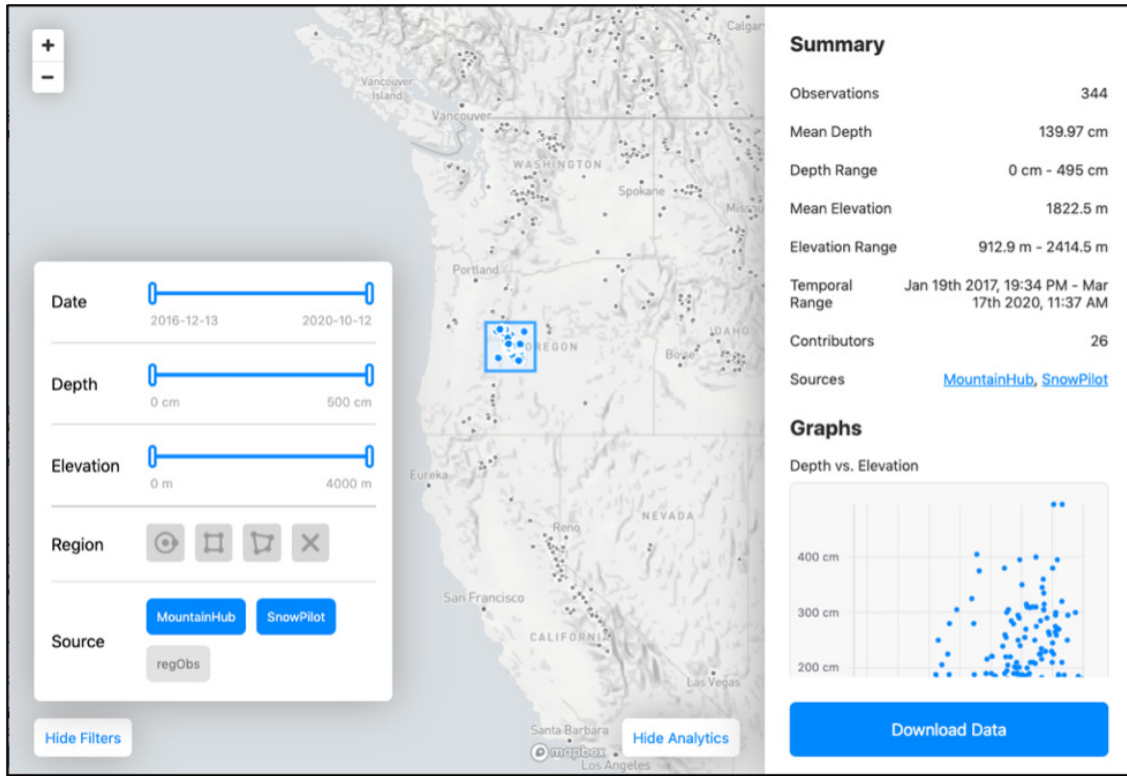 +
−
Calgar
Vancouver
Island
Vancouver
WASHINGTON
Spokane
Missou
Portland
OREGON
IDAHO
Boise
Eureka
Reno
NEVADA
San Francisco
CALIFORNIA
Las Vegas
Santa Barbara
mapbox
Los Angeles
Date
2016-12-13 2020-10-12
Depth
0 cm 500 cm
Elevation
0 m 4000 m
Region
Source
MountainHub SnowPilot
regObs
Hide Filters
Hide Analytics
Summary
Observations 344
Mean Depth 139.97 cm
Depth Range 0 cm - 495 cm
Mean Elevation 1822.5 m
Elevation Range 912.9 m - 2414.5 m
Temporal Range Jan 19th 2017, 19:34 PM - Mar
17th 2020, 11:37 AM
Contributors 26
Sources MountainHub, SnowPilot
Graphs
Depth vs. Elevation
400 cm
300 cm
200 cm
Download Data